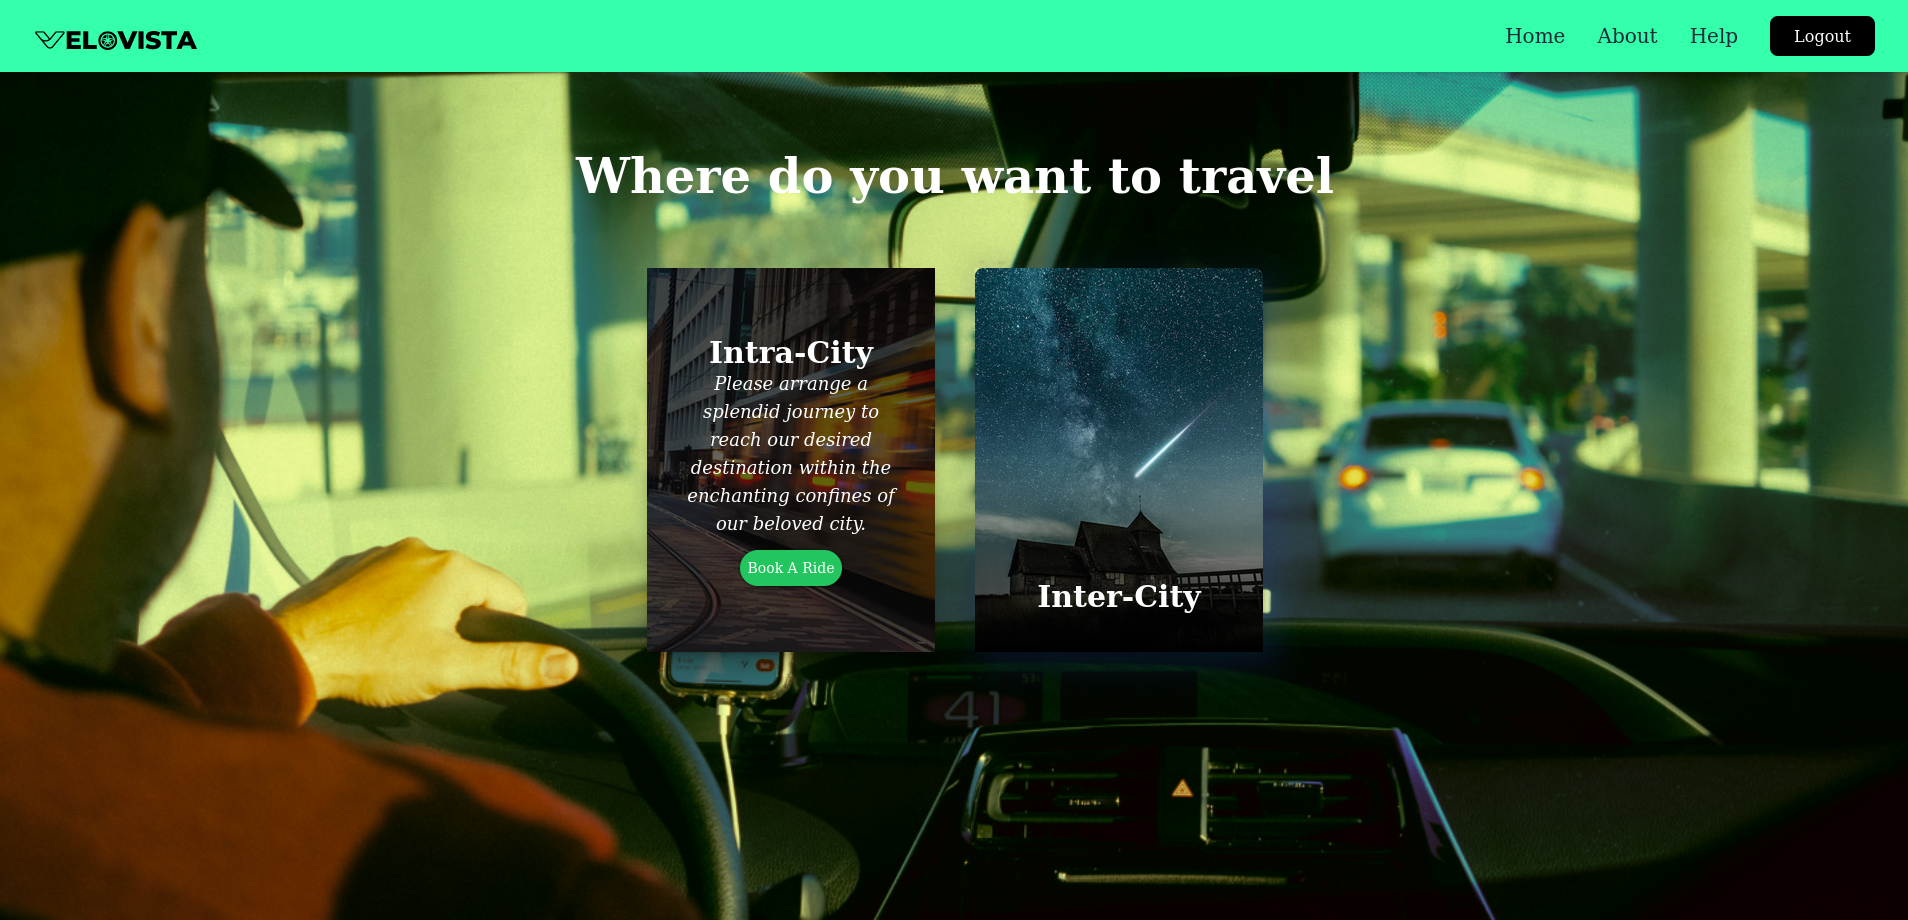 VELOVISTA
Home
About
Help
Logout
Where do you want to travel
Intra-City
Please arrange a
splendid journey to
reach our desired
destination within the
enchanting confines of
our beloved city.
Book A Ride
Inter-City
41